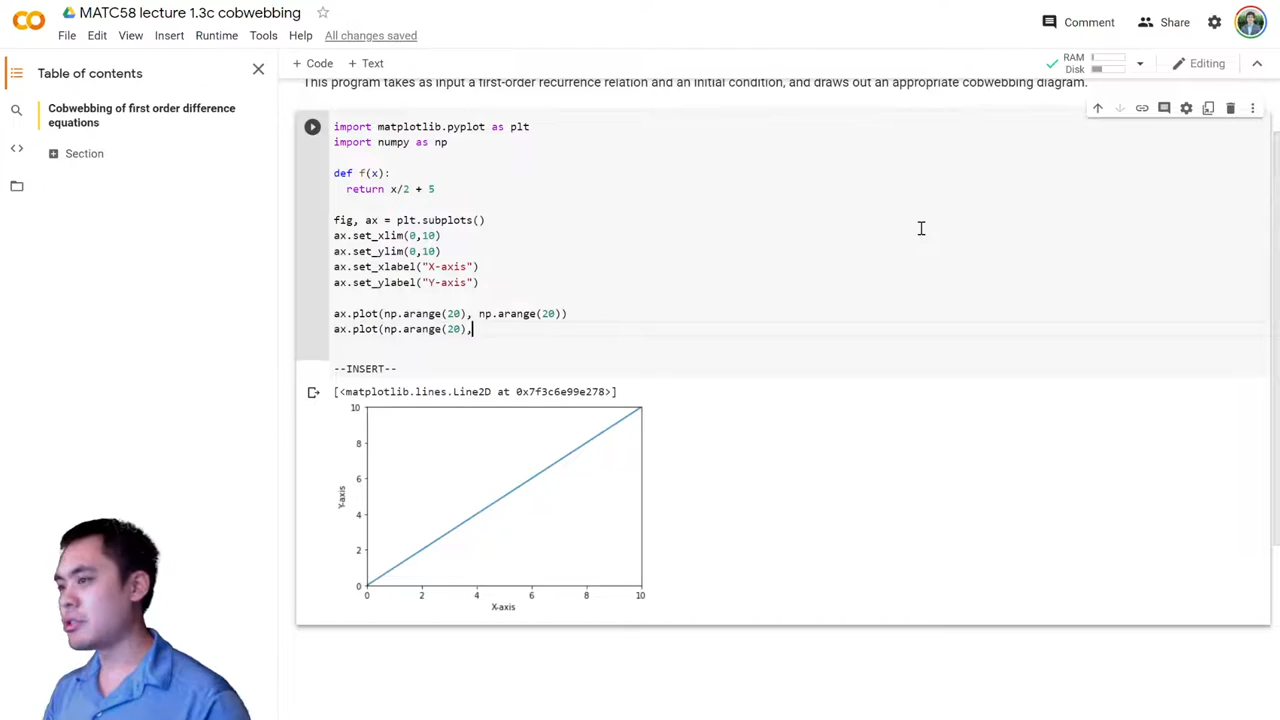 MATC58 lecture 1.3c cobwebbing
File Edit View Insert Runtime Tools Help All changes saved
Comment Share
Table of contents
+ Code + Text
RAM
Disk
Editing
Cobwebbing of first order difference
equations
Section
This program takes as input a first-order recurrence relation and an initial condition, and draws out an appropriate cobwebbing diagram.
import matplotlib.pyplot as plt
import numpy as np
def f(x):
return x/2 + 5
fig, ax = plt.subplots()
ax.set_xlim(0,10)
ax.set_ylim(0,10)
ax.set_xlabel("X-axis")
ax.set_ylabel("Y-axis")
ax.plot(np.arange(20), np.arange(20))
ax.plot(np.arange(20),
--INSERT--
[<matplotlib.lines.Line2D at 0x7f3c6e99e278>]
10
8
6
4
2
0
Y-axis
0 2 4 6 8 10
X-axis